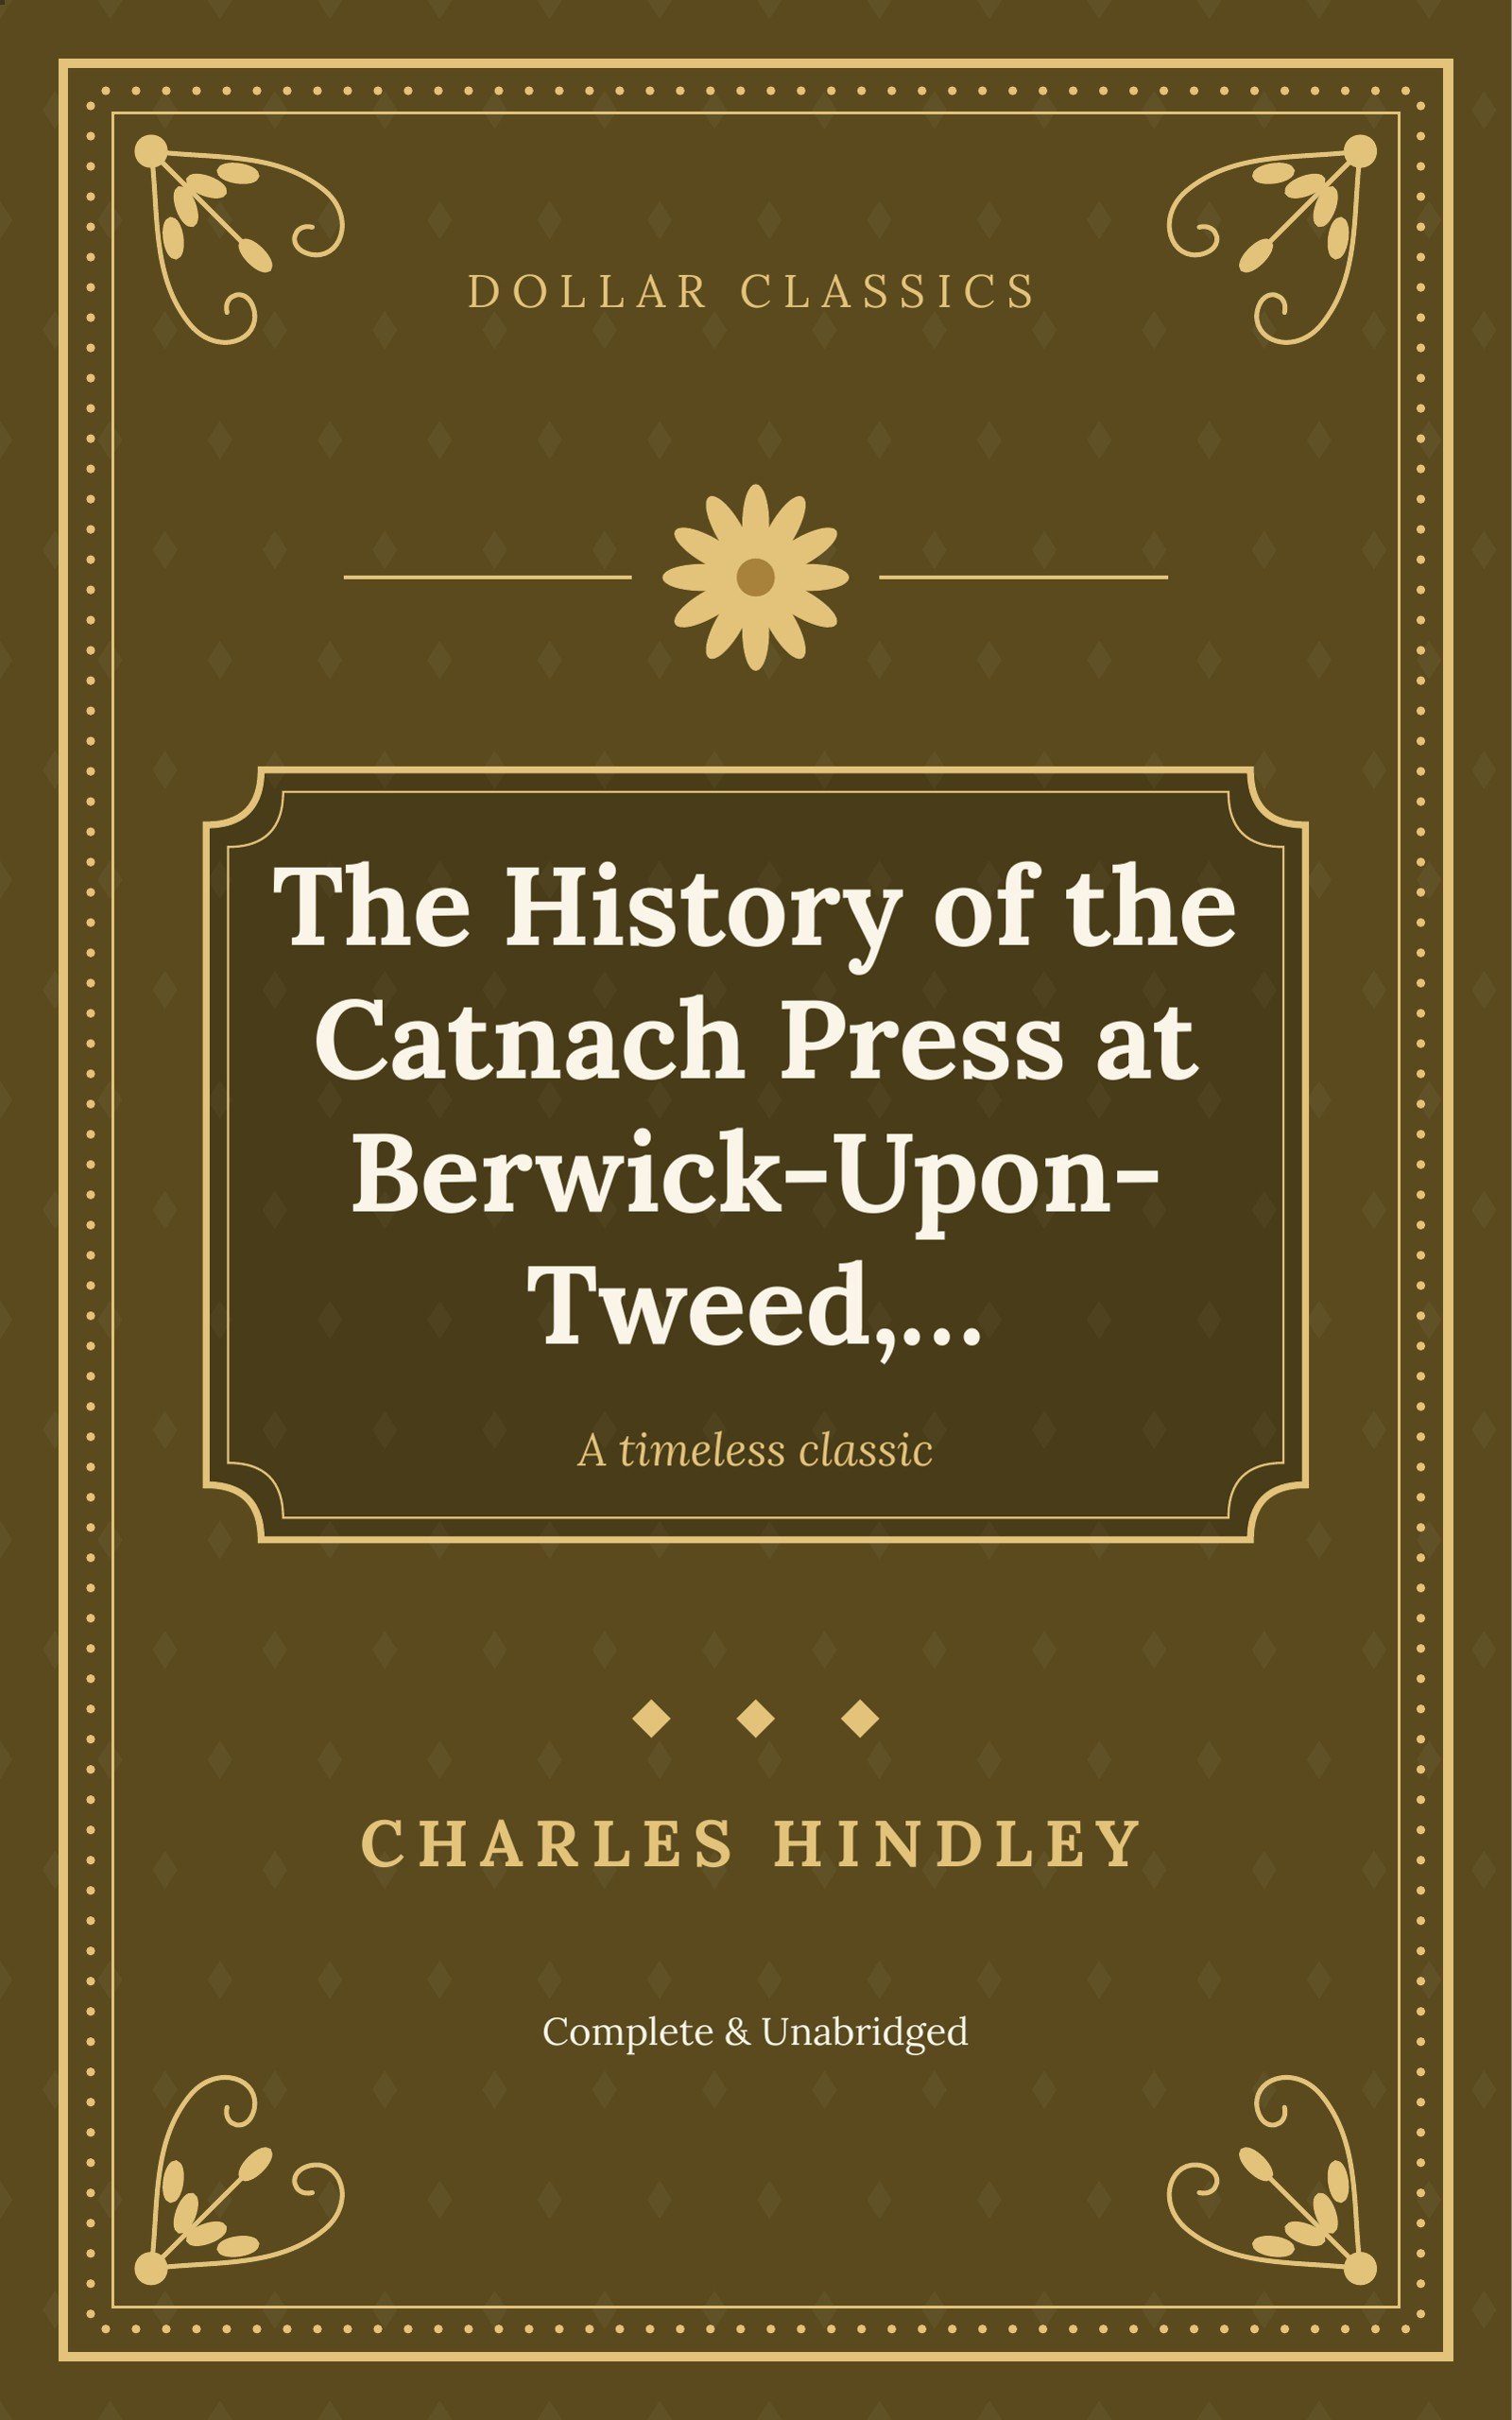 DOLLAR CLASSICS
The History of the
Catnach Press at
Berwick-Upon-
Tweed,...
A timeless classic
CHARLES HINDLEY
Complete & Unabridged